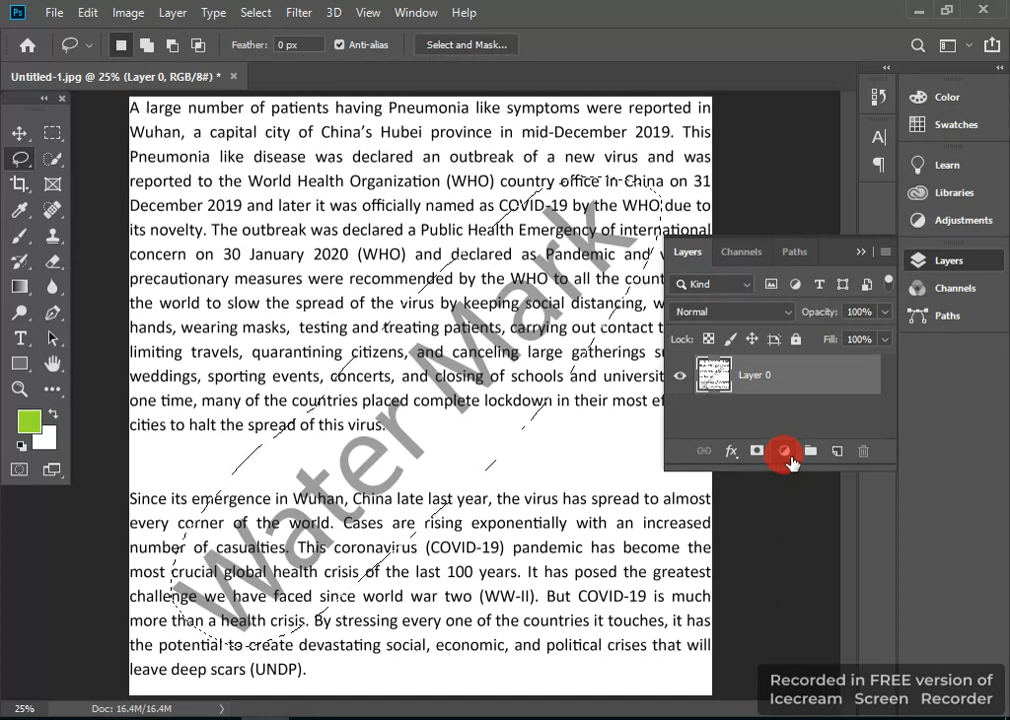 Ps File Edit Image Layer Type Select Filter 3D View Window Help
Feather: 0 px Anti-alias Select and Mask...
Untitled-1.jpg @ 25% (Layer 0, RGB/8#) *
A large number of patients having Pneumonia like symptoms were reported in
Wuhan, a capital city of China's Hubei province in mid-December 2019. This
Pneumonia like disease was declared an outbreak of a new virus and was
reported to the World Health Organization (WHO) country office in China on 31
December 2019 and later it was officially named as COVID-19 by the WHO due to
its novelty. The outbreak was declared a Public Health Emergency of international
concern on 30 January 2020 (WHO) and declared as Pandemic and
precautionary measures were recommended by the WHO to all the
the world to slow the spread of the virus by keeping social distancing,
hands, wearing masks, testing and treating patients, carrying out contact
limiting travels, quarantining citizens, and canceling large gatherings
weddings, sporting events, concerts, and closing of schools and
one time, many of the countries placed complete lockdown in their most
cities to halt the spread of this virus.
Since its emergence in Wuhan, China late last year, the virus has spread to almost
every corner of the world. Cases are rising exponentially with an increased
number of casualties. This coronavirus (COVID-19) pandemic has become the
most crucial global health crisis of the last 100 years. It has posed the greatest
challenge we have faced since world war two (WW-II). But COVID-19 is much
more than a health crisis. By stressing every one of the countries it touches, it has
the potential to create devastating social, economic, and political crises that will
leave deep scars (UNDP).
Water Mark
Layers Channels Paths
Kind
Normal Opacity: 100%
Lock: Fill: 100%
Layer 0
fx
Color
Swatches
Learn
Libraries
Adjustments
Layers
Channels
Paths
25% Doc: 16.4M/16.4M
Recorded in FREE version of
Icecream Screen Recorder